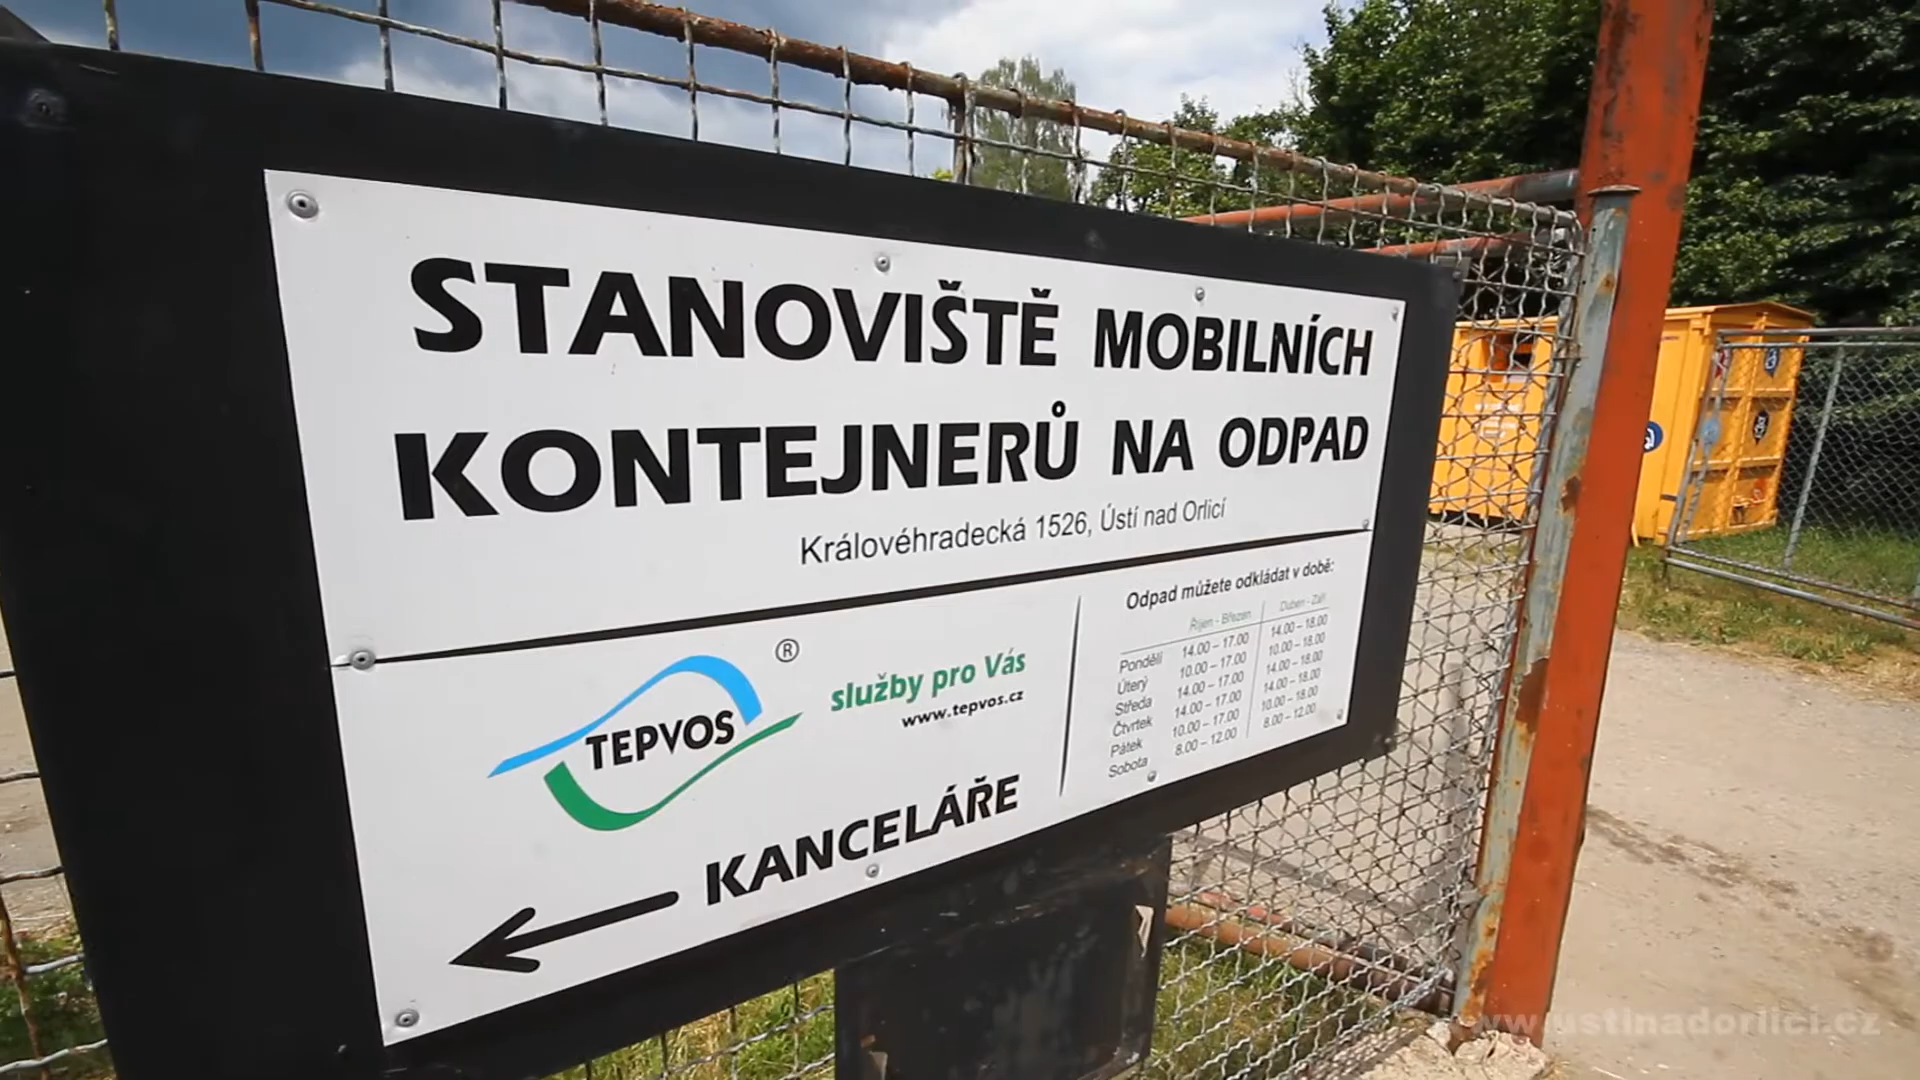 STANOVIŠTĚ MOBILNÍCH
KONTEJNERŮ NA ODPAD
Královéhradecká 1526, Ústí nad Orlicí
TEPVOS ®
služby pro Vás
www.tepvos.cz
KANCELÁŘE
Odpad můžete odkládat v době:
Říjen - Březen Duben - Září
Pondělí 14.00 – 17.00 14.00 – 18.00
Úterý 10.00 – 17.00 10.00 – 18.00
Středa 14.00 – 17.00 14.00 – 18.00
Čtvrtek 14.00 – 17.00 14.00 – 18.00
Pátek 10.00 – 17.00 10.00 – 18.00
Sobota 8.00 – 12.00 8.00 – 12.00
www.ustinadorlici.cz